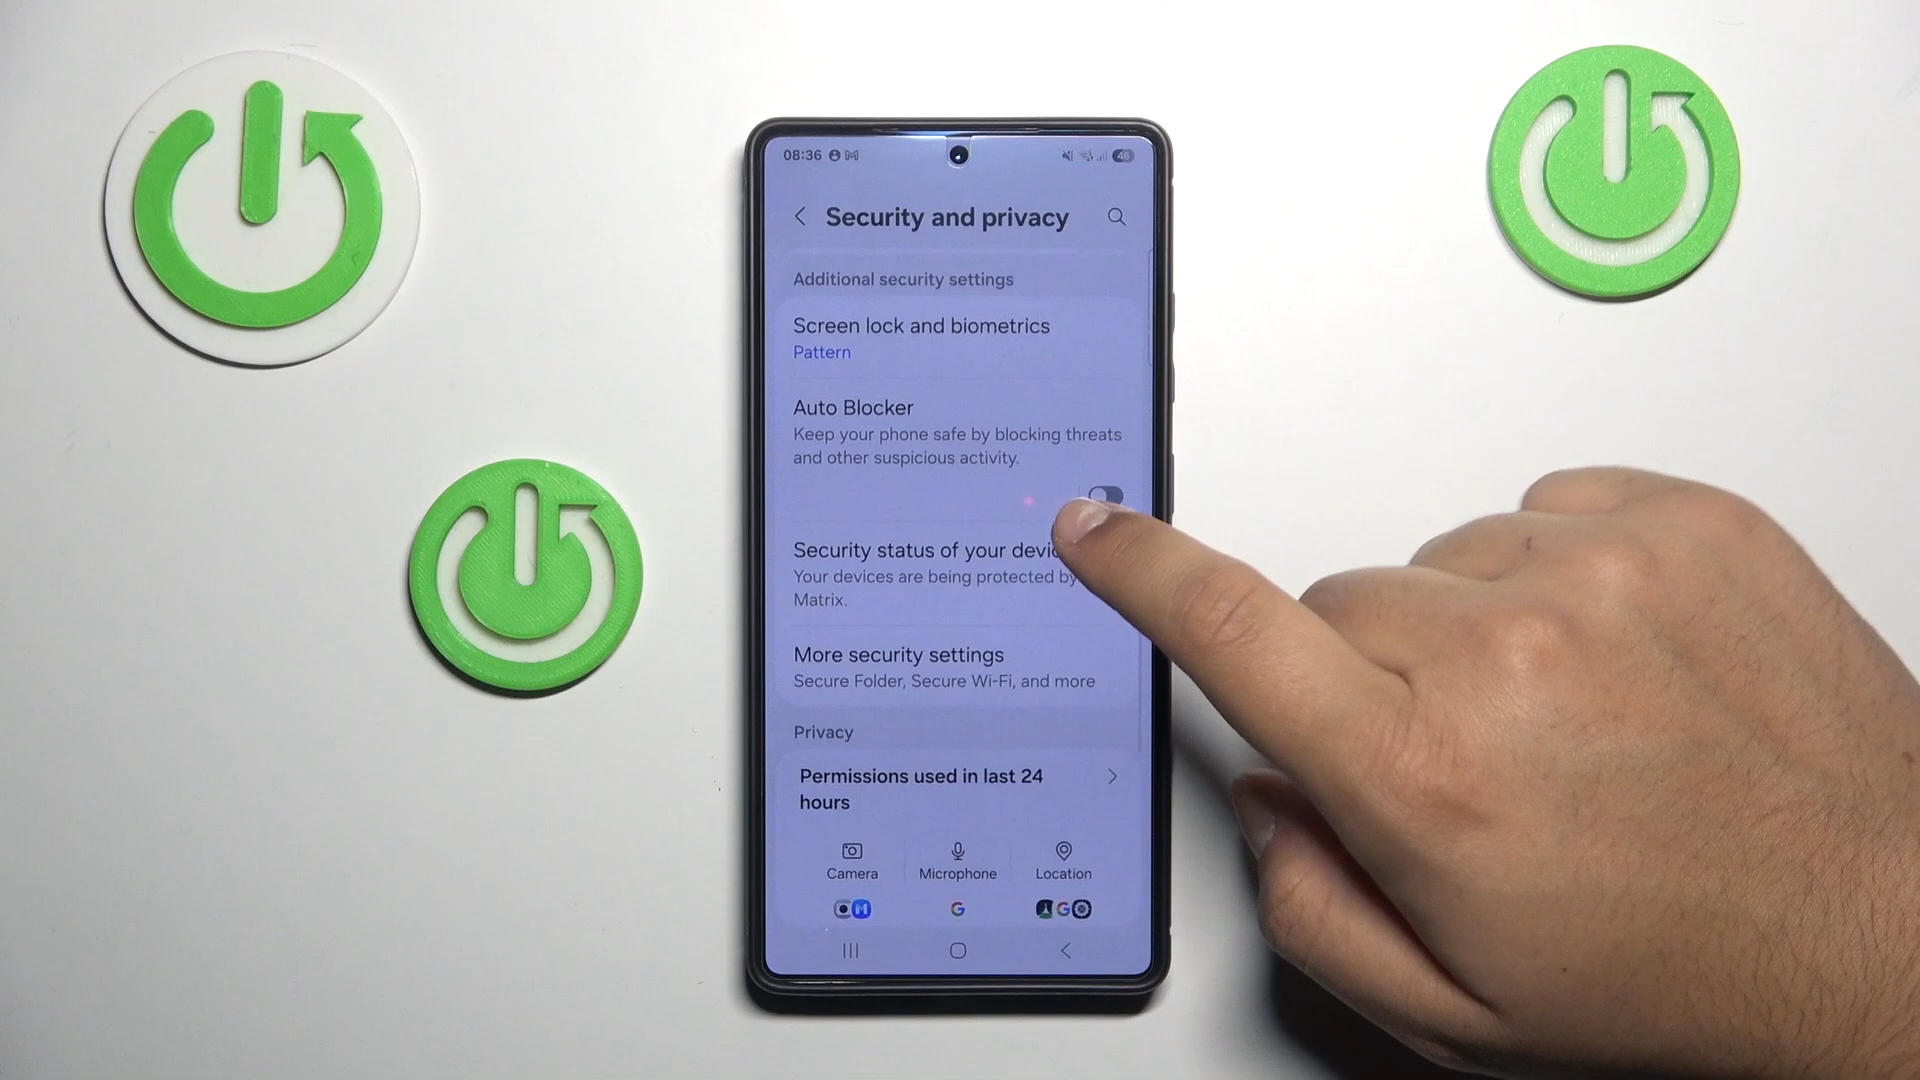 08:36
46
Security and privacy
Additional security settings
Screen lock and biometrics
Pattern
Auto Blocker
Keep your phone safe by blocking threats
and other suspicious activity.
Security status of your
Your devices are being protected by
Matrix.
More security settings
Secure Folder, Secure Wi-Fi, and more
Privacy
Permissions used in last 24
hours
Camera Microphone Location